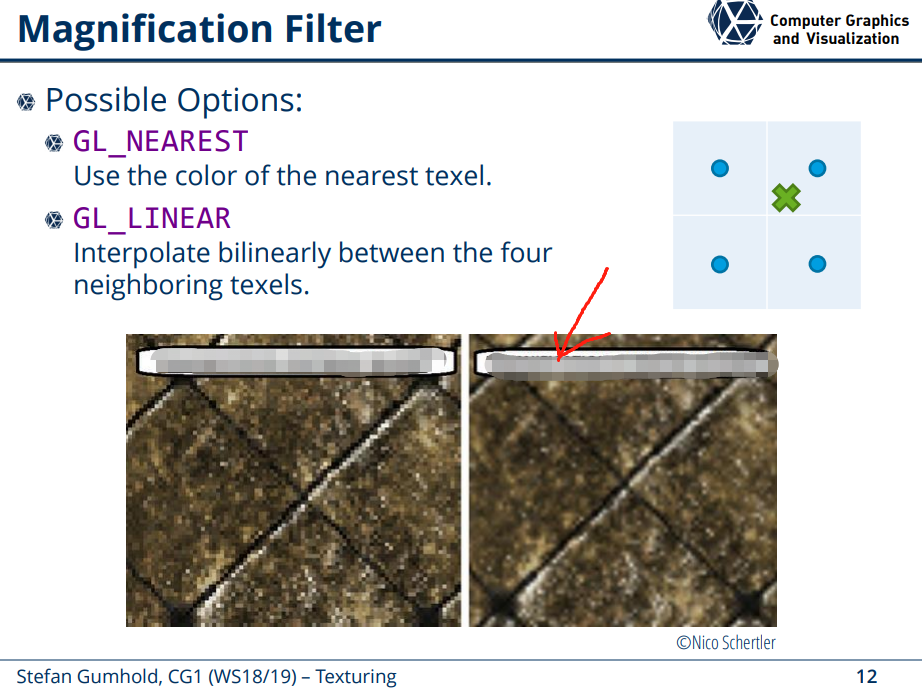 Magnification Filter
Computer Graphics
and Visualization
Possible Options:
GL_NEAREST
Use the color of the nearest texel.
GL_LINEAR
Interpolate bilinearly between the four
neighboring texels.
©Nico Schertler
Stefan Gumhold, CG1 (WS18/19) – Texturing
12